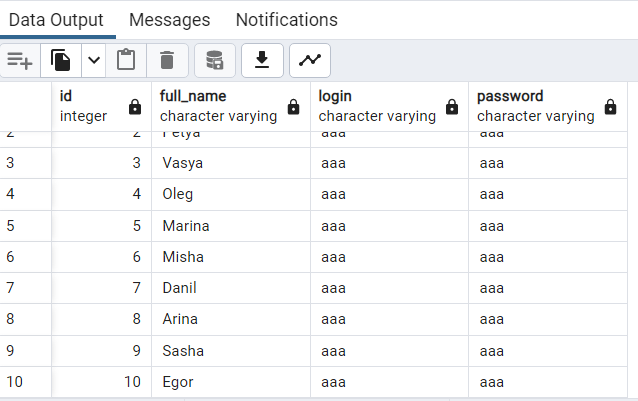 Data Output Messages Notifications
id full_name login password
integer character varying character varying character varying
2 2 Petya aaa aaa
3 3 Vasya aaa aaa
4 4 Oleg aaa aaa
5 5 Marina aaa aaa
6 6 Misha aaa aaa
7 7 Danil aaa aaa
8 8 Arina aaa aaa
9 9 Sasha aaa aaa
10 10 Egor aaa aaa